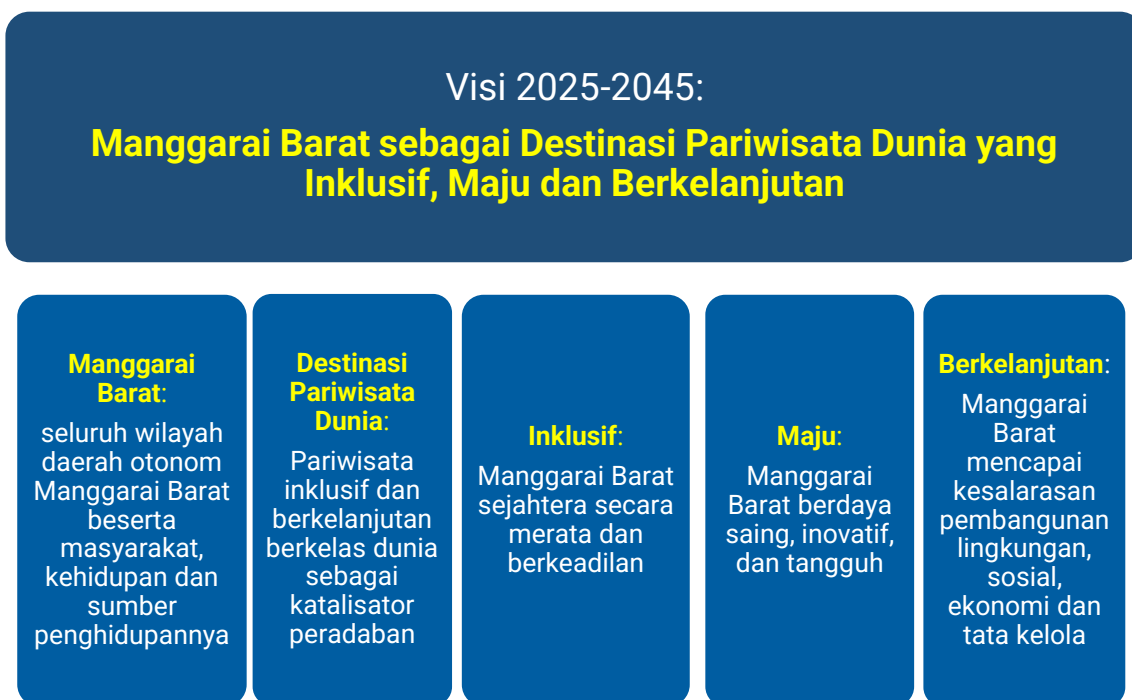 Visi 2025-2045:
Manggarai Barat sebagai Destinasi Pariwisata Dunia yang
Inklusif, Maju dan Berkelanjutan
Manggarai
Barat:
seluruh wilayah
daerah otonom
Manggarai Barat
beserta
masyarakat,
kehidupan dan
sumber
penghidupannya
Destinasi
Pariwisata
Dunia:
Pariwisata
inklusif dan
berkelanjutan
berkelas dunia
sebagai
katalisator
peradaban
Inklusif:
Manggarai Barat
sejahtera secara
merata dan
berkeadilan
Maju:
Manggarai
Barat berdaya
saing, inovatif,
dan tangguh
Berkelanjutan:
Manggarai
Barat
mencapai
kesalarasan
pembangunan
lingkungan,
sosial,
ekonomi dan
tata kelola